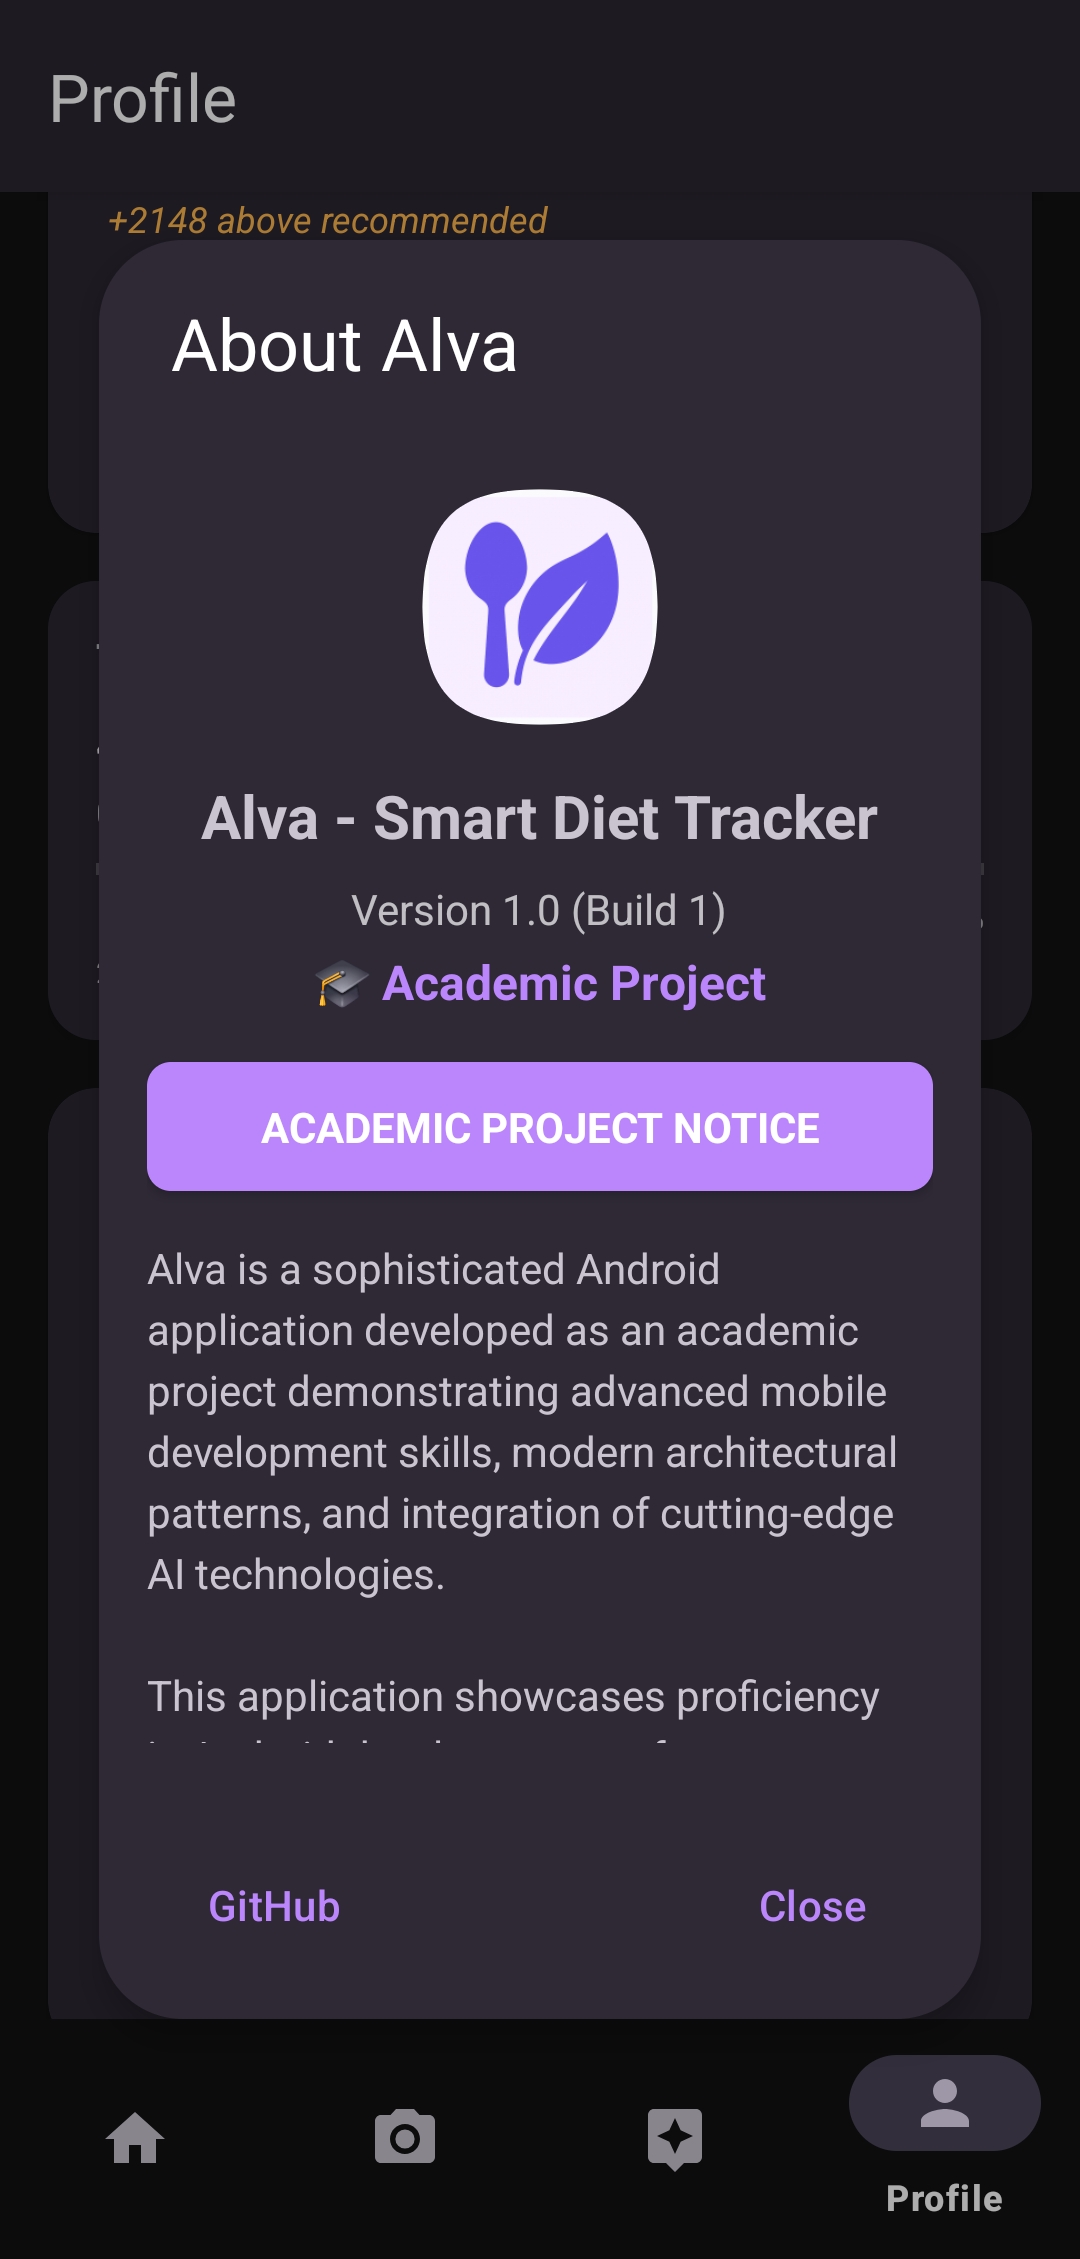 Profile
+2148 above recommended
About Alva
Alva - Smart Diet Tracker
Version 1.0 (Build 1)
🎓 Academic Project
ACADEMIC PROJECT NOTICE
Alva is a sophisticated Android
application developed as an academic
project demonstrating advanced mobile
development skills, modern architectural
patterns, and integration of cutting-edge
AI technologies.
This application showcases proficiency
GitHub
Close
Profile